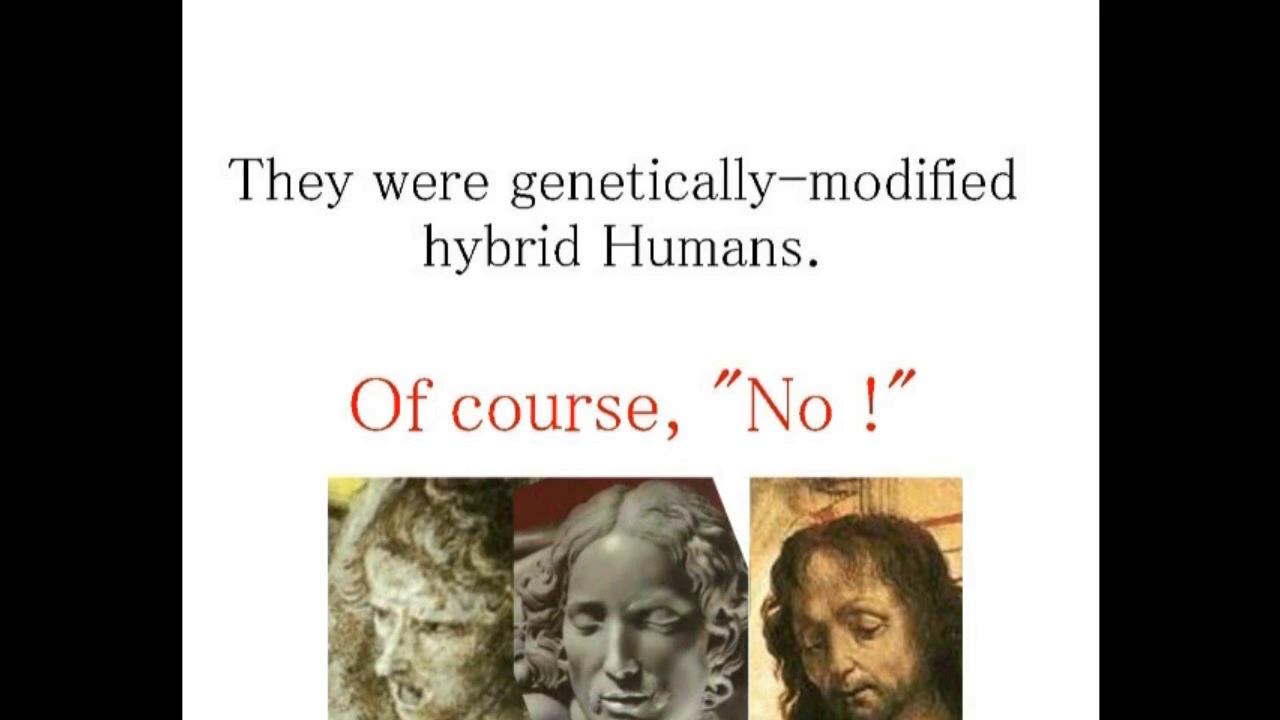 They were genetically-modified
hybrid Humans.
Of course, "No !"